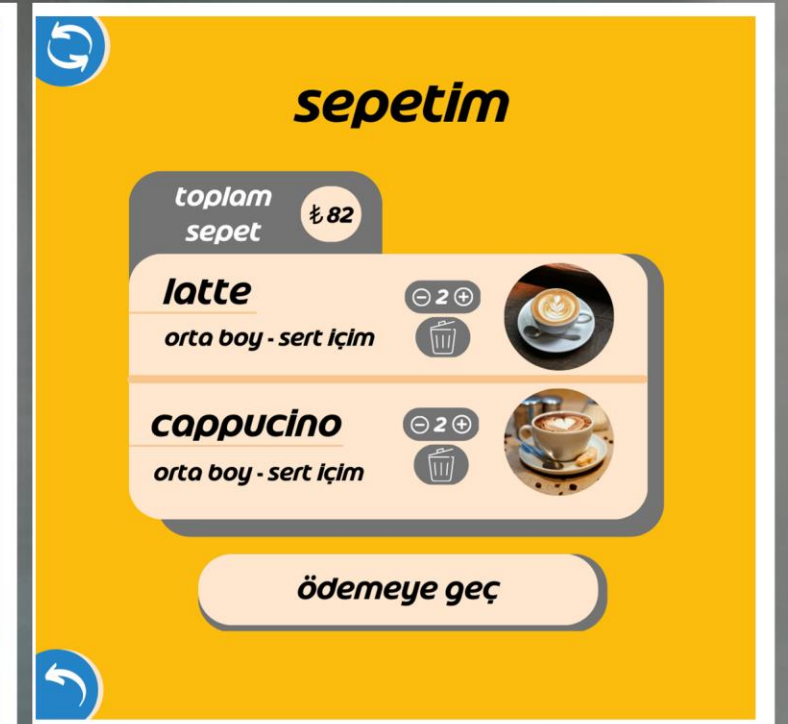 sepetim
toplam
sepet
₺ 82
latte
2
orta boy - sert içim
cappucino
2
orta boy - sert içim
ödemeye geç